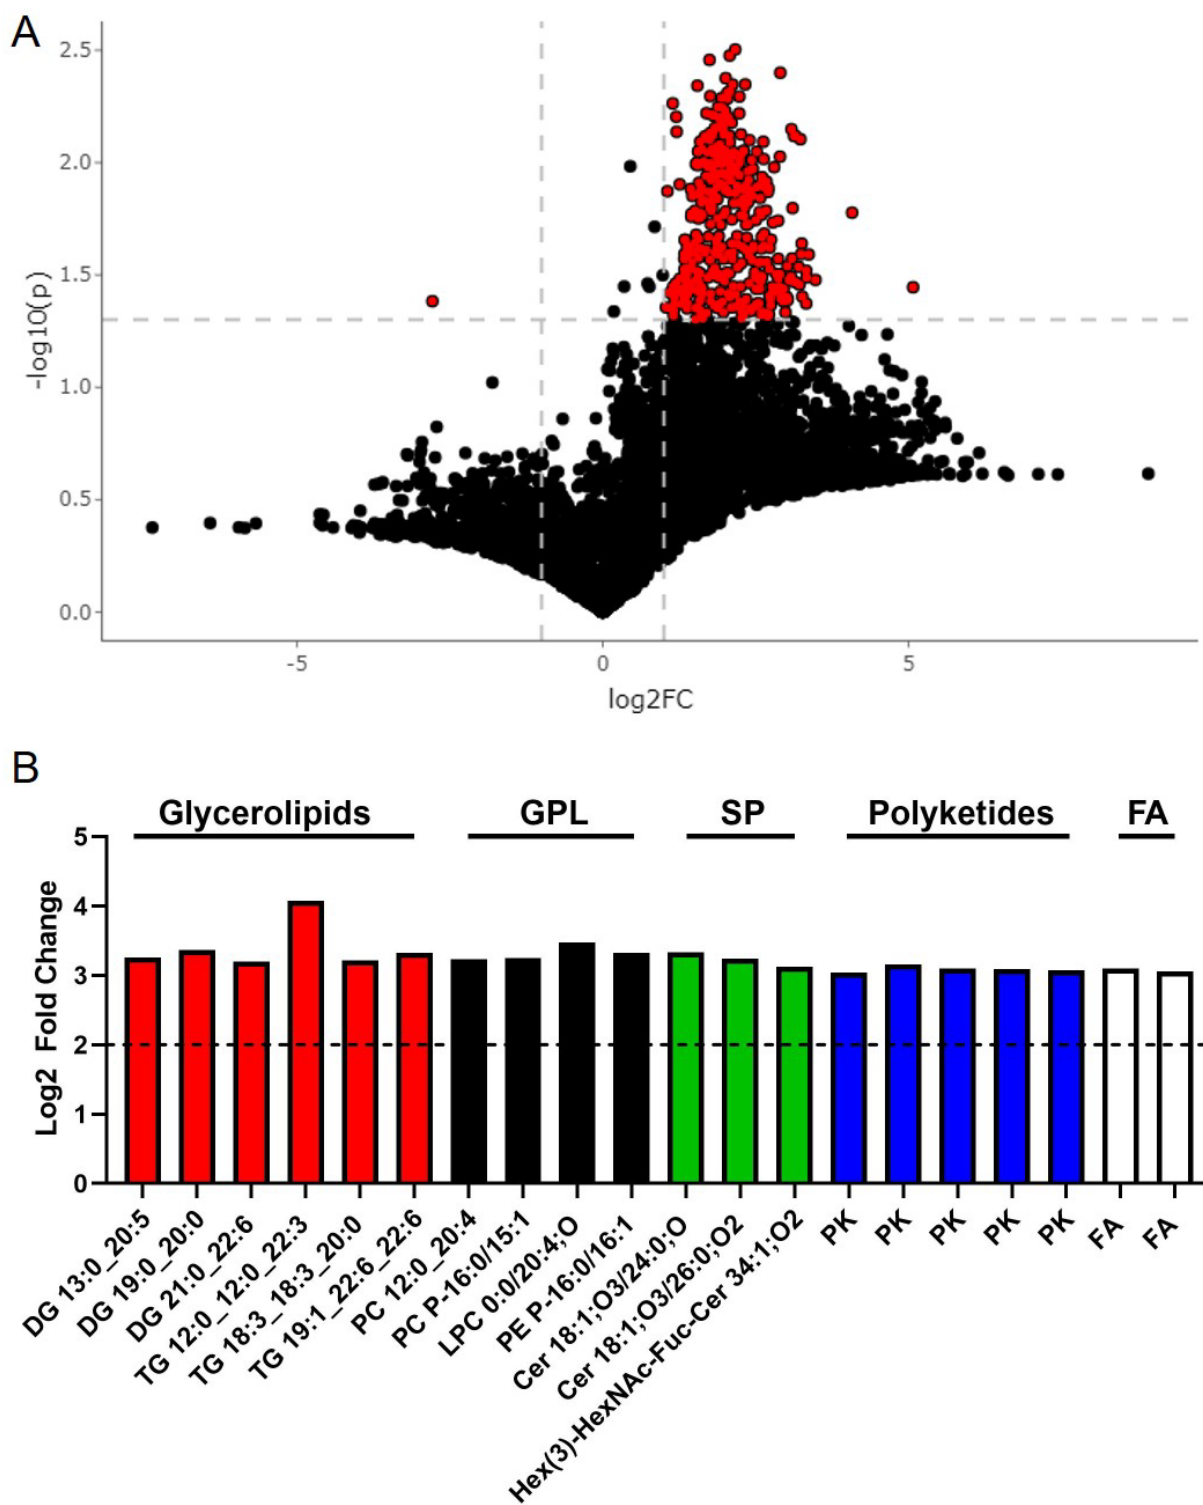 A
2.5
2.0
1.5
1.0
0.5
0.0
-log10(p)
-5 0 5
log2FC
B
Glycerolipids GPL SP Polyketides FA
5
4
3
2
1
0
Log2 Fold Change
DG 13:0_20:5
DG 19:0_20:0
DG 21:0_22:6
TG 12:0_12:0_22:3
TG 18:3_18:3_20:0
TG 19:1_22:6_22:6
PC 12:0_20:4
PC P-16:0/15:1
LPC 0:0/20:4;O
PE P-16:0/16:1
Cer 18:1;O3/24:0;O
Cer 18:1;O3/26:0;O2
Hex(3)-HexNAc-Fuc-Cer 34:1;O2
PK
PK
PK
PK
PK
FA
FA